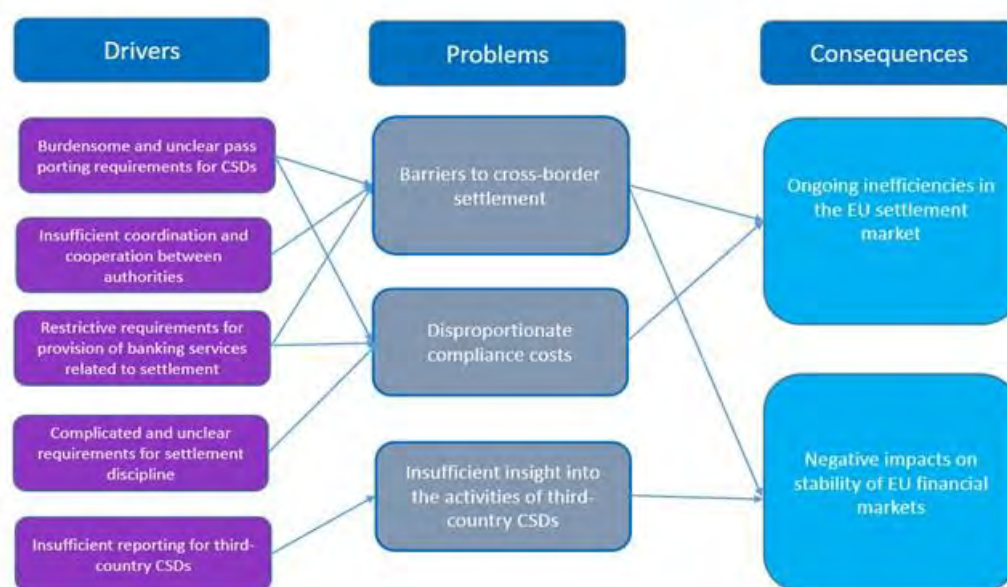 Drivers
Problems
Consequences
Burdensome and unclear pass
porting requirements for CSDs
Insufficient coordination and
cooperation between
authorities
Restrictive requirements for
provision of banking services
related to settlement
Complicated and unclear
requirements for settlement
discipline
Insufficient reporting for third-
country CSDs
Barriers to cross-border
settlement
Disproportionate
compliance costs
Insufficient insight into
the activities of third-
country CSDs
Ongoing inefficiencies in
the EU settlement
market
Negative impacts on
stability of EU financial
markets